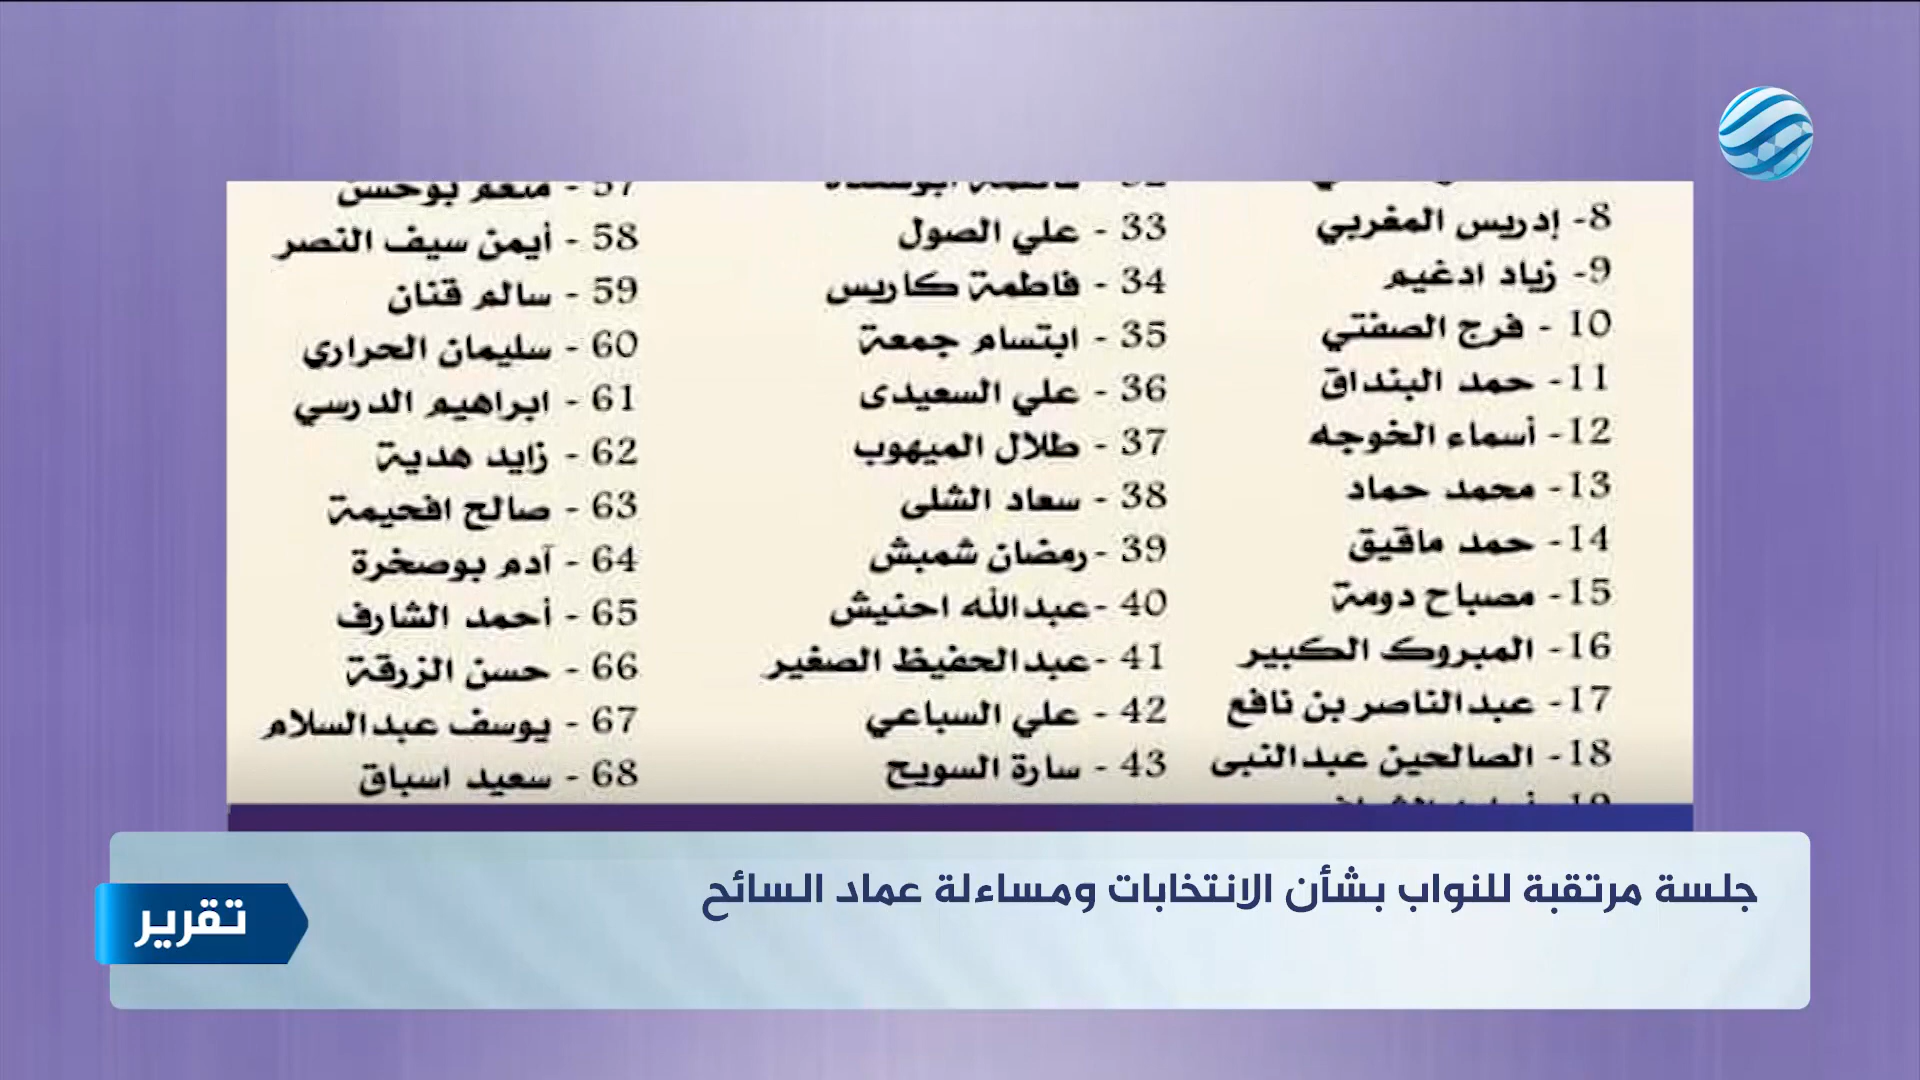 8- إدريس المغربي
9- زياد ادغيم
10 - فرج الصفتي
11- حمد البنداق
12- أسماء الخوجه
13- محمد حماد
14- حمد ماقيق
15- مصباح دومة
16- المبروك الكبير
17- عبدالناصر بن نافع
18- الصالحين عبدالنبى
33 - علي الصول
34 - فاطمة كاريس
35 - ابتسام جمعة
36 - علي السعيدى
37 - طلال الميهوب
38 - سعاد الشلى
39 -رمضان شمبش
40 -عبدالله احنيش
41 -عبدالحفيظ الصغير
42 - علي السباعي
43 - سارة السويح
57 - منعم بوحسن
58 - أيمن سيف النصر
59 - سالم قنان
60 - سليمان الحراري
61 - ابراهيم الدرسي
62 - زايد هدية
63 - صالح افحيمة
64 - آدم بوصخرة
65 - أحمد الشارف
66 - حسن الزرقة
67 - يوسف عبدالسلام
68 - سعيد اسباق
جلسة مرتقبة للنواب بشأن الانتخابات ومساءلة عماد السائح
تقرير